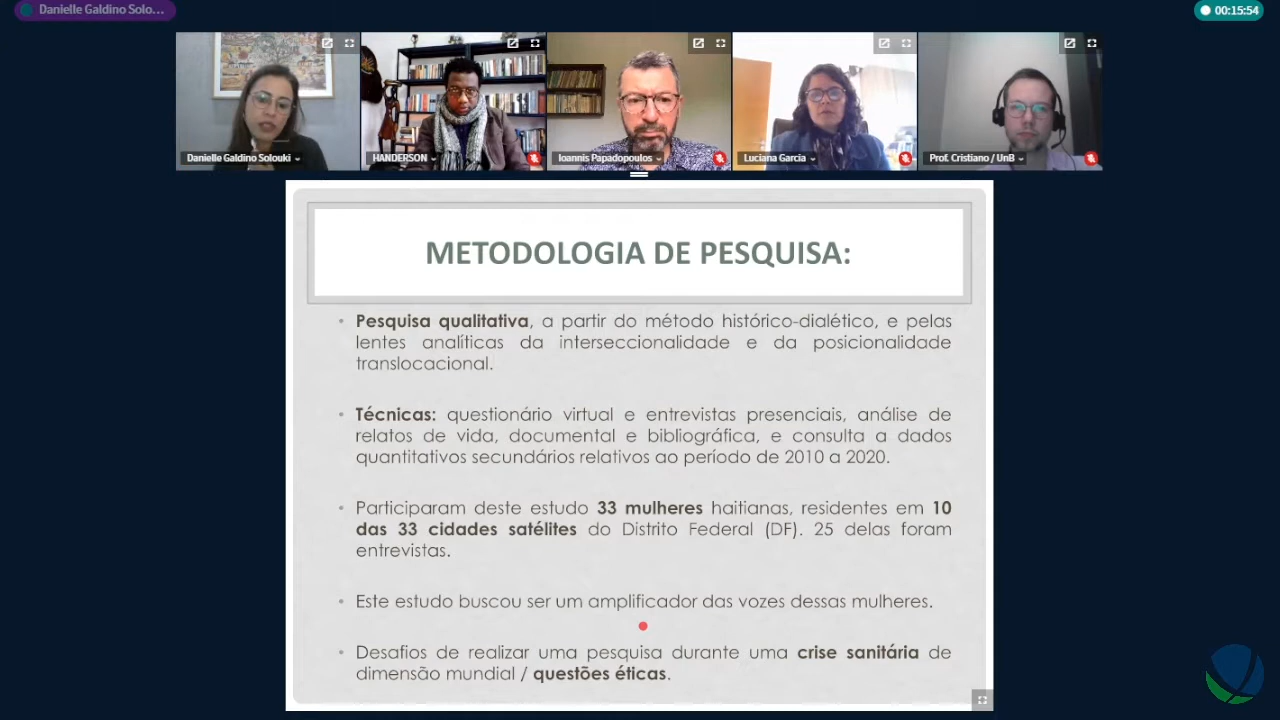 Danielle Galdino Solo...
00:15:54
Danielle Galdino Solouki
HANDERSON
Ioannis Papadopoulos
Luciana Garcia
Prof. Cristiano / UnB
METODOLOGIA DE PESQUISA:
• Pesquisa qualitativa, a partir do método histórico-dialético, e pelas
lentes analíticas da interseccionalidade e da posicionalidade
translocacional.
• Técnicas: questionário virtual e entrevistas presenciais, análise de
relatos de vida, documental e bibliográfica, e consulta a dados
quantitativos secundários relativos ao período de 2010 a 2020.
• Participaram deste estudo 33 mulheres haitianas, residentes em 10
das 33 cidades satélites do Distrito Federal (DF). 25 delas foram
entrevistas.
• Este estudo buscou ser um amplificador das vozes dessas mulheres.
• Desafios de realizar uma pesquisa durante uma crise sanitária de
dimensão mundial / questões éticas.